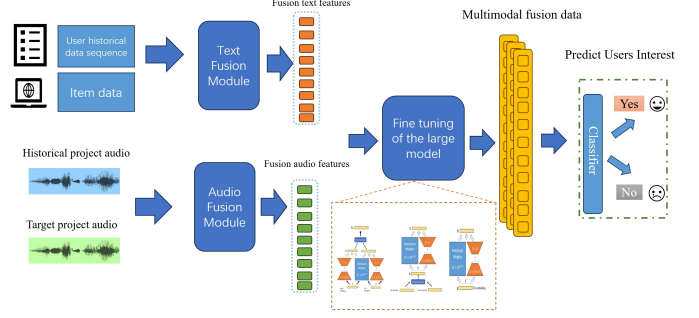 Fusion text features
Multimodal fusion data
User historical
data sequence
Text
Fusion
Module
Predict Users Interest
Item data
Yes
Fine tuning
of the large
model
Classifier
Historical project audio
Fusion audio features
Audio
Fusion
Module
No
Target project audio